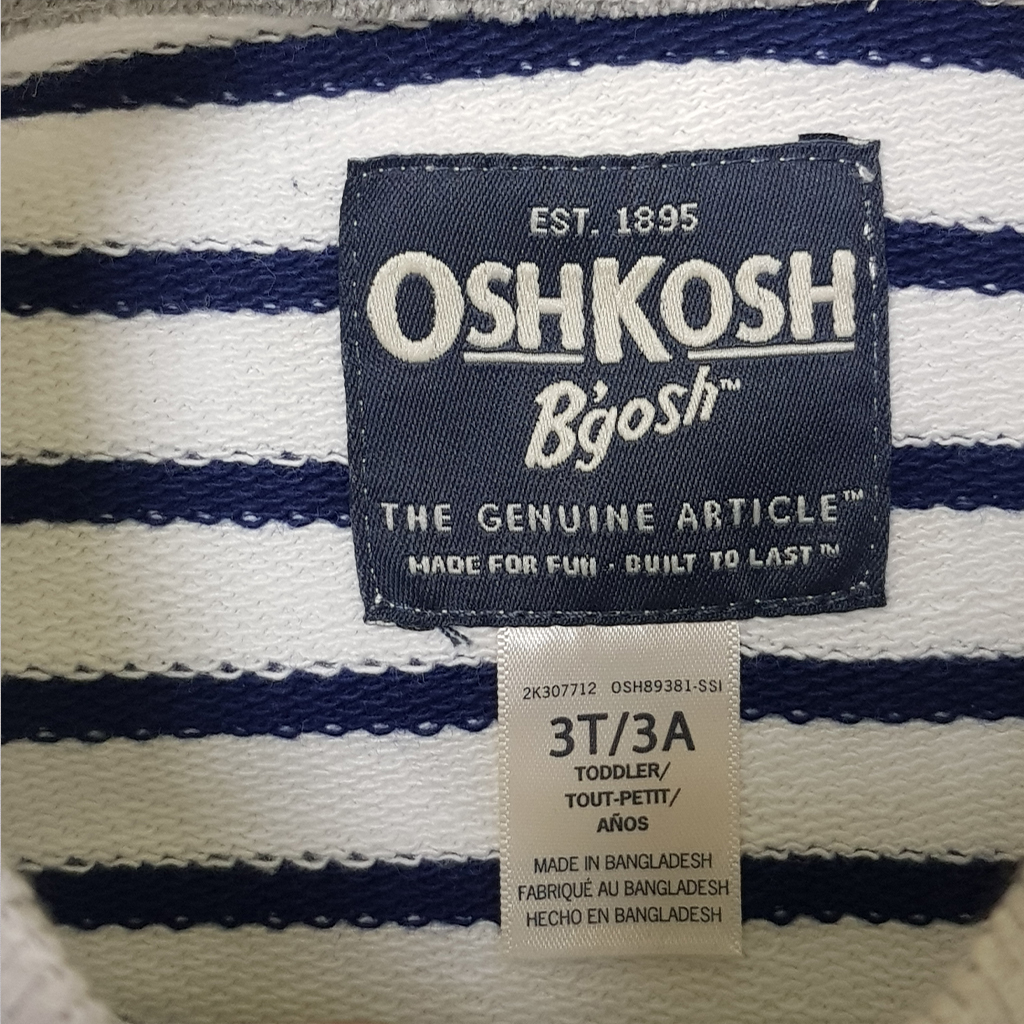 EST. 1895
OSHKOSH
B'gosh™
THE GENUINE ARTICLE™
MADE FOR FUN · BUILT TO LAST™
2K307712 OSH89381-SSI
3T/3A
TODDLER/
TOUT-PETIT/
AÑOS
MADE IN BANGLADESH
FABRIQUÉ AU BANGLADESH
HECHO EN BANGLADESH